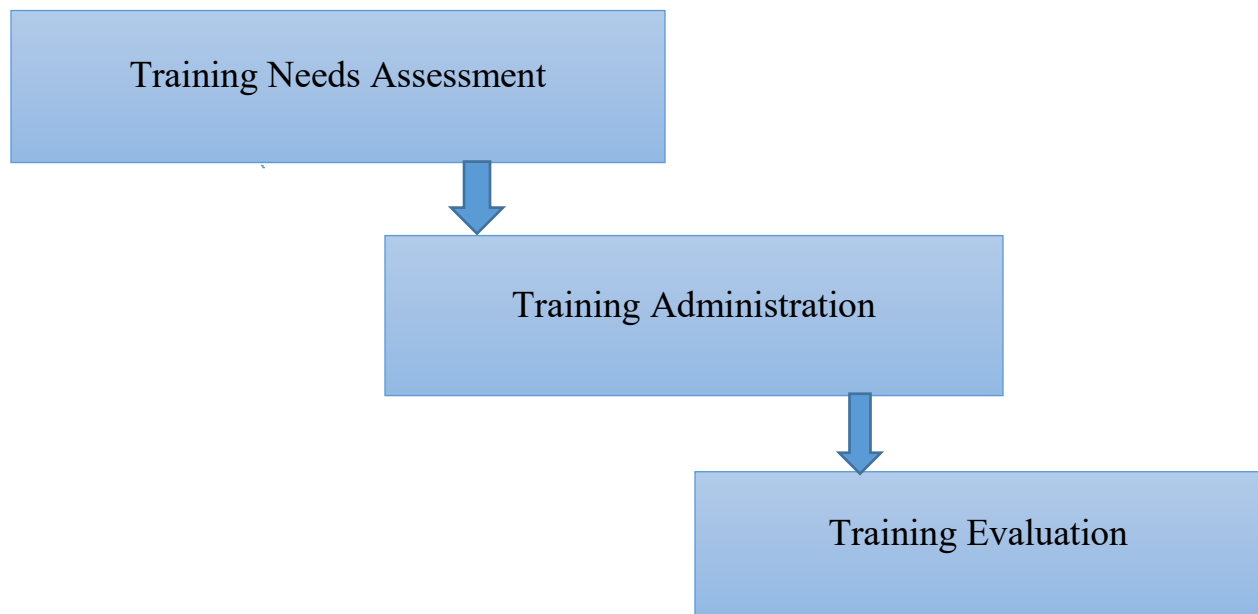 Training Needs Assessment
Training Administration
Training Evaluation